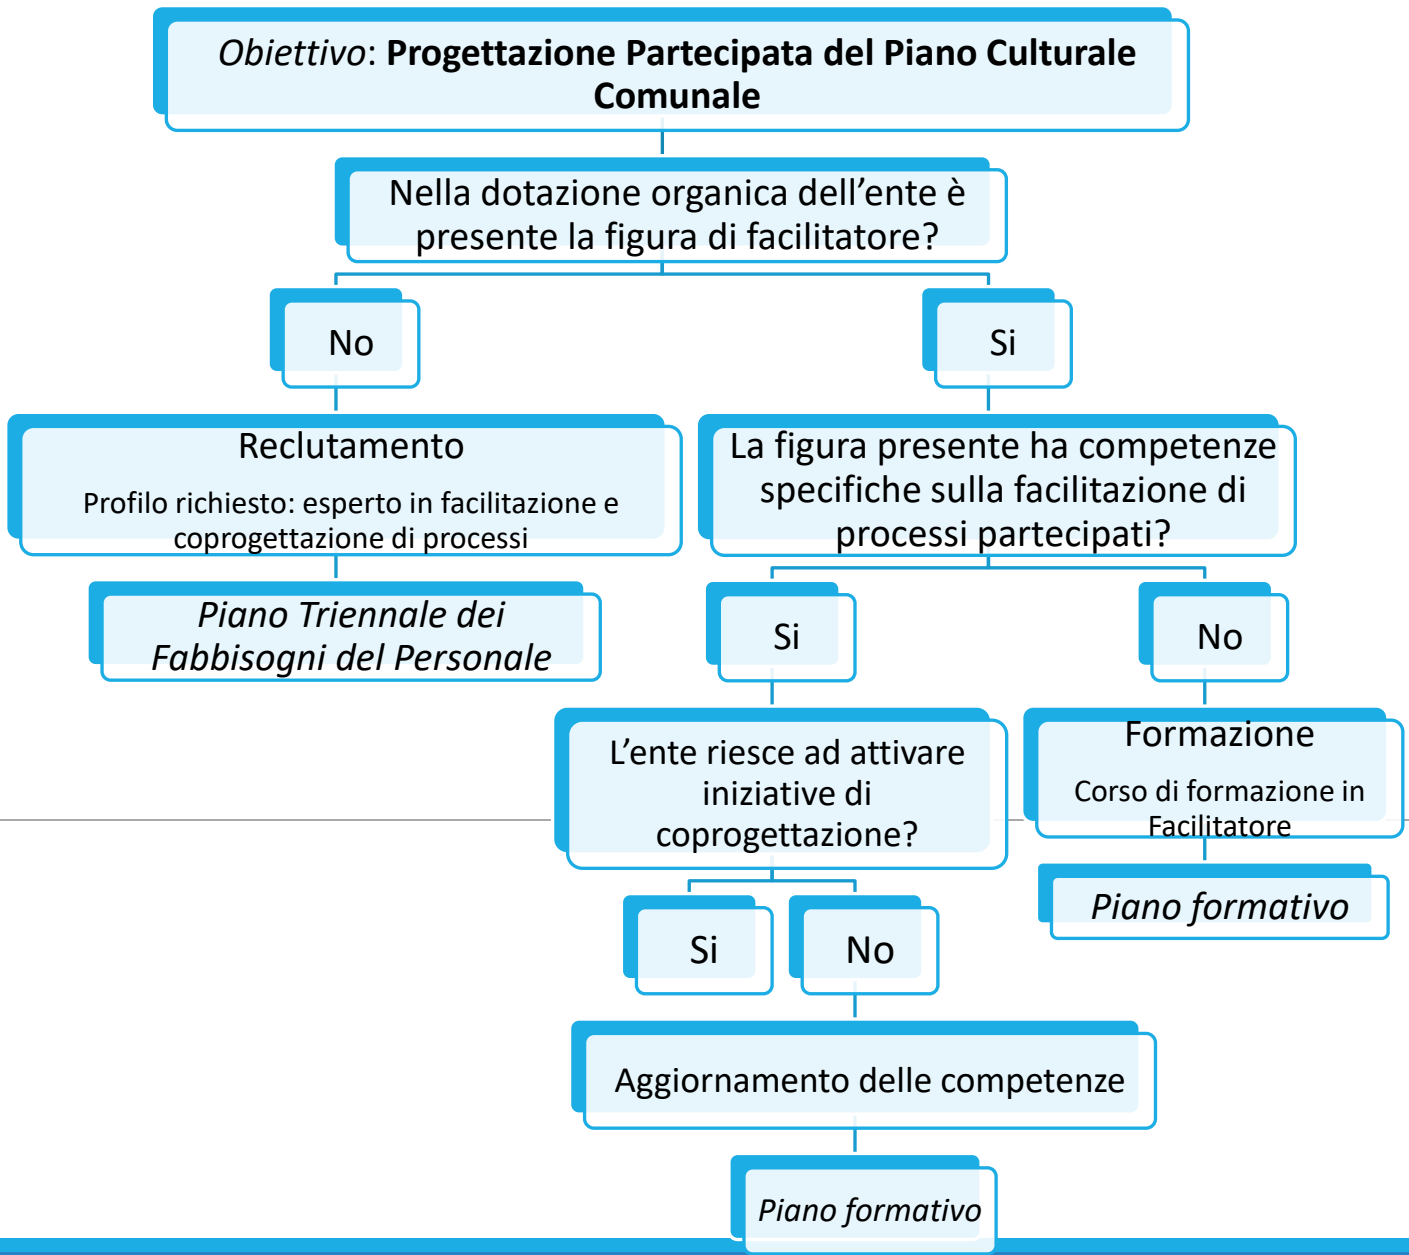 Obiettivo: Progettazione Partecipata del Piano Culturale
Comunale
Nella dotazione organica dell’ente è
presente la figura di facilitatore?
No
Si
Reclutamento
Profilo richiesto: esperto in facilitazione e
coprogettazione di processi
La figura presente ha competenze
specifiche sulla facilitazione di
processi partecipati?
Piano Triennale dei
Fabbisogni del Personale
Si
No
L’ente riesce ad attivare
iniziative di
coprogettazione?
Formazione
Corso di formazione in
Facilitatore
Piano formativo
Si
No
Aggiornamento delle competenze
Piano formativo